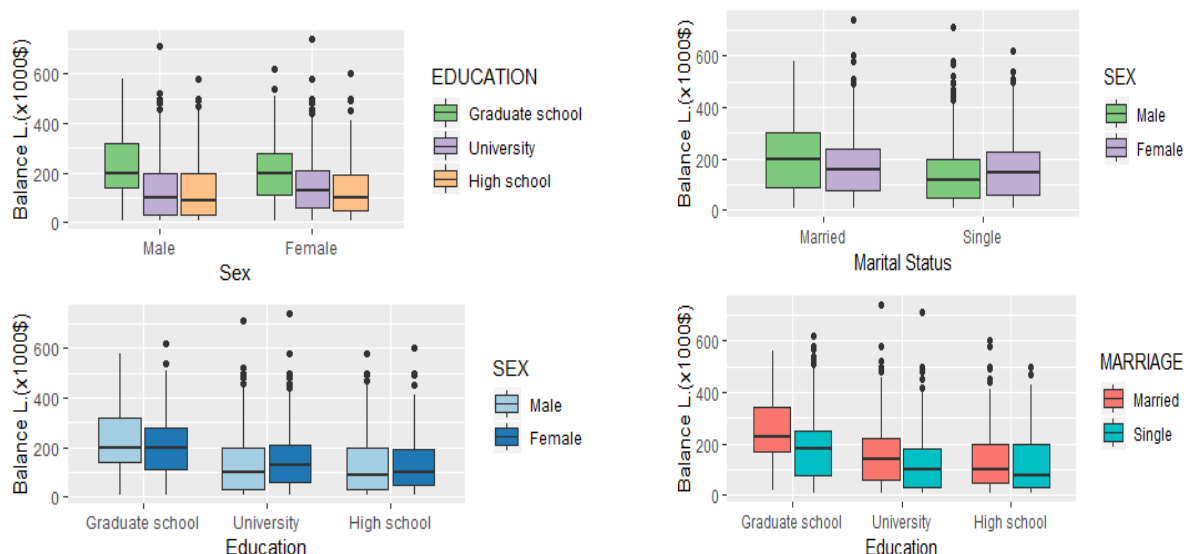 Balance L.(x1000$)
600
400
200
0
Male
Female
Sex
EDUCATION
Graduate school
University
High school
Balance L.(x1000$)
600
400
200
0
Married
Single
Marital Status
SEX
Male
Female
Balance L.(x1000$)
600
400
200
0
Graduate school
University
High school
Education
SEX
Male
Female
Balance L.(x1000$)
600
400
200
0
Graduate school
University
High school
Education
MARRIAGE
Married
Single